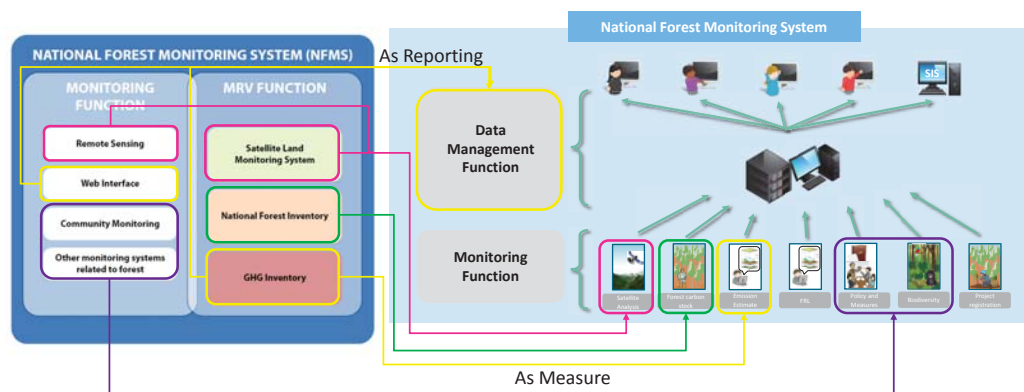 National Forest Monitoring System
NATIONAL FOREST MONITORING SYSTEM (NFMS)
As Reporting
MONITORING
FUNCTION
MRV FUNCTION
Remote Sensing
Web Interface
Community Monitoring
Other monitoring systems
related to forest
Satellite Land
Monitoring System
National Forest Inventory
GHG Inventory
Data
Management
Function
Monitoring
Function
SIS
Satellite
Analysis
Forest carbon
stock
Emission
Estimate
FRL
Policy and
Measures
Biodiversity
Project
registration
As Measure